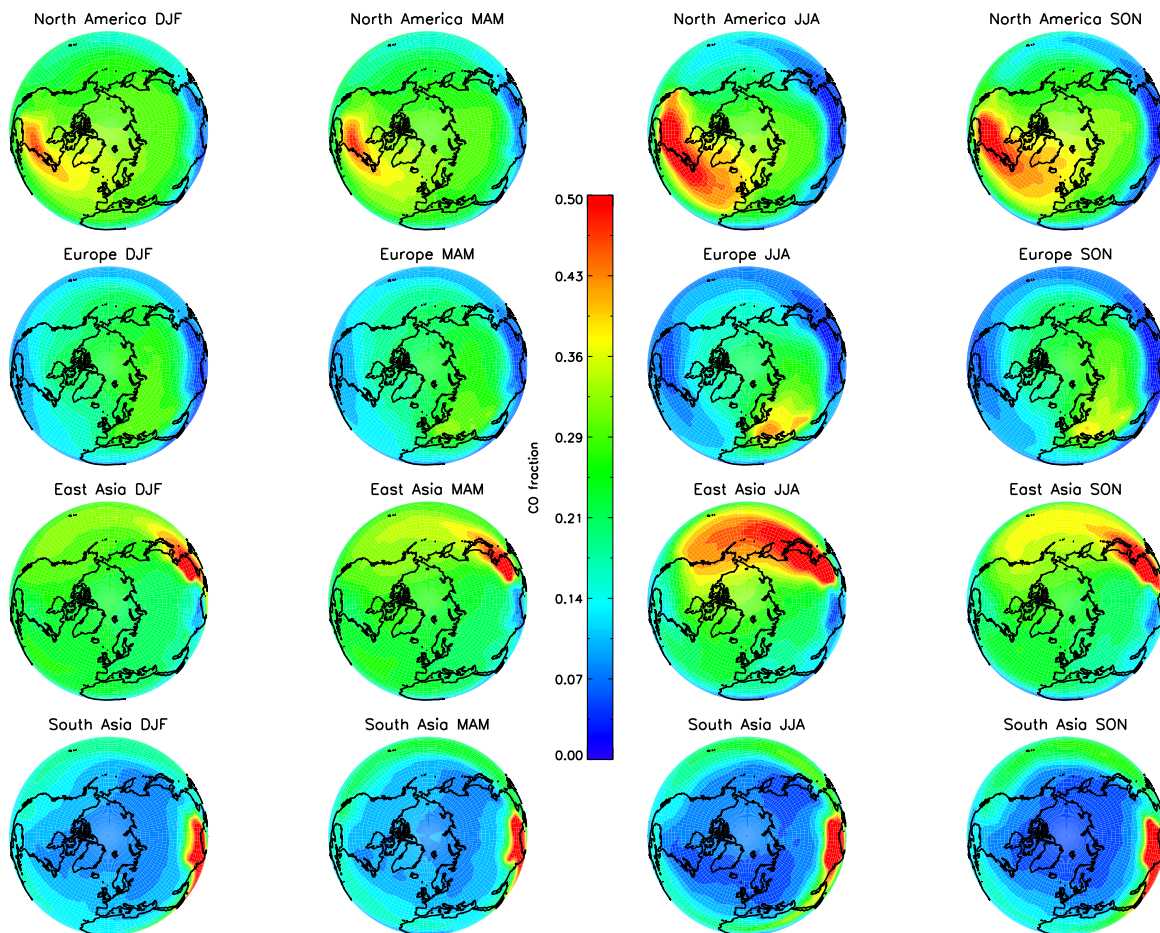 North America DJF
North America MAM
North America JJA
North America SON
Europe DJF
Europe MAM
Europe JJA
Europe SON
East Asia DJF
East Asia MAM
East Asia JJA
East Asia SON
South Asia DJF
South Asia MAM
South Asia JJA
South Asia SON
CO fraction
0.50
0.43
0.36
0.29
0.21
0.14
0.07
0.00